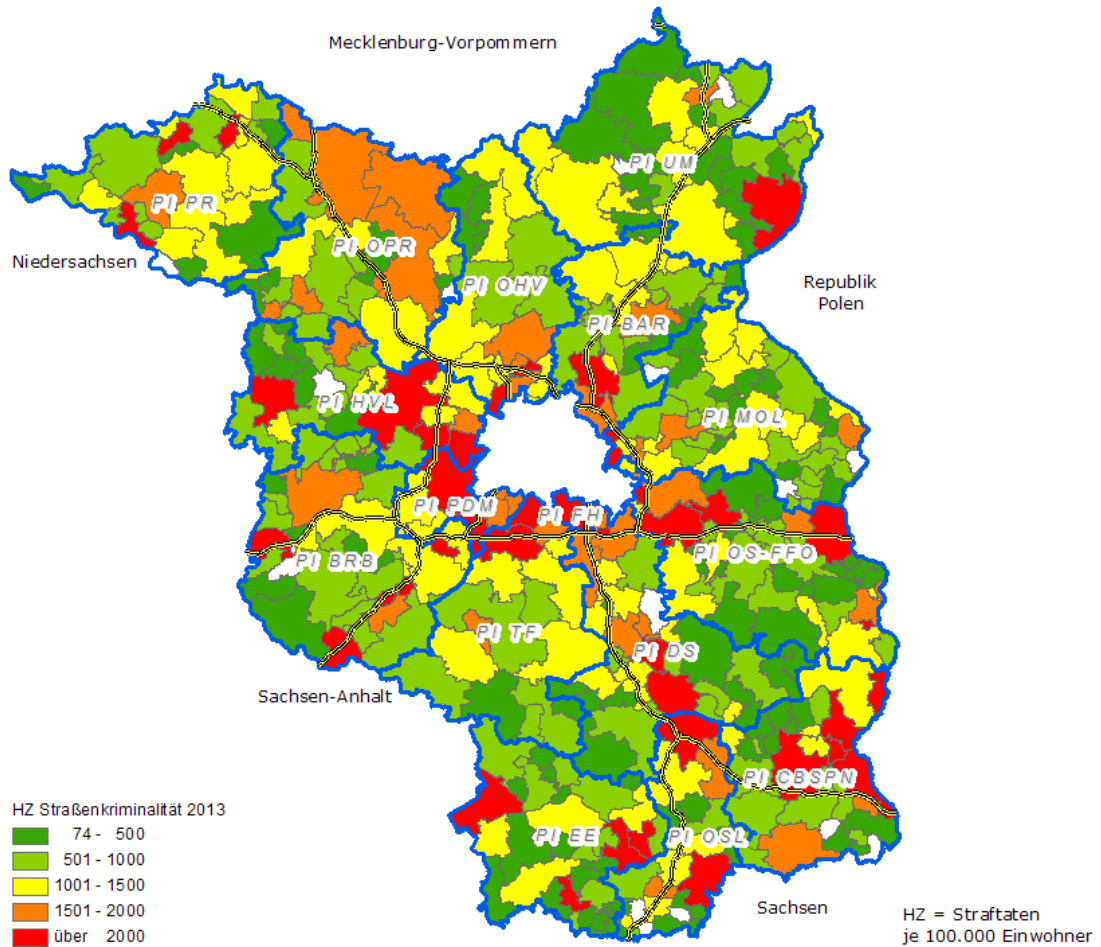 Mecklenburg-Vorpommern
PI UM
PI PR
PI OPR
Niedersachsen
PI OHV
Republik
Polen
PI BAR
PI HVL
PI MOL
PI PDM
PI FH
PI OS-FFO
PI BRB
PI TF
PI DS
Sachsen-Anhalt
PI CBSPN
HZ Straßenkriminalität 2013
74 - 500
501 - 1000
1001 - 1500
1501 - 2000
über 2000
PI EE
PI OSL
Sachsen
HZ = Straftaten
je 100.000 Einwohner